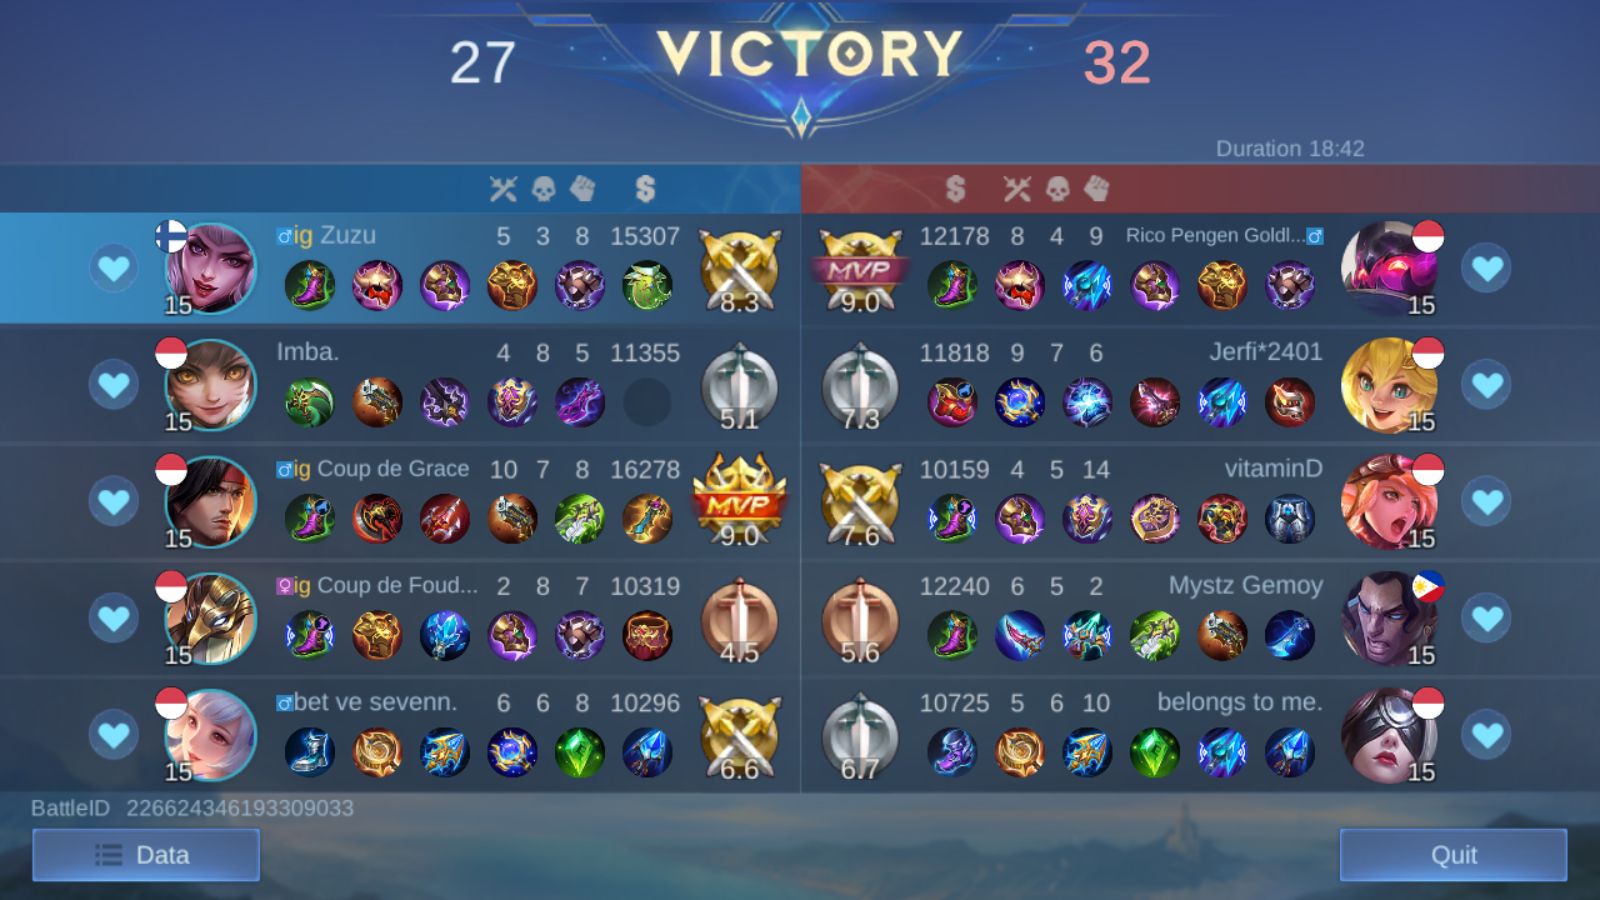 27 VICTORY 32
Duration 18:42
ig Zuzu 5 3 8 15307
15 8.3
MVP 9.0 12178 8 4 9 Rico Pengen Goldl... 15
Imba. 4 8 5 11355
15 5.1
7.3 11818 9 7 6 Jerfi*2401 15
ig Coup de Grace 10 7 8 16278
15 MVP 9.0
7.6 10159 4 5 14 vitaminD 15
ig Coup de Foud... 2 8 7 10319
15 4.5
5.6 12240 6 5 2 Mystz Gemoy 15
bet ve sevenn. 6 6 8 10296
15 6.6
6.7 10725 5 6 10 belongs to me. 15
BattleID 226624346193309033
Data
Quit